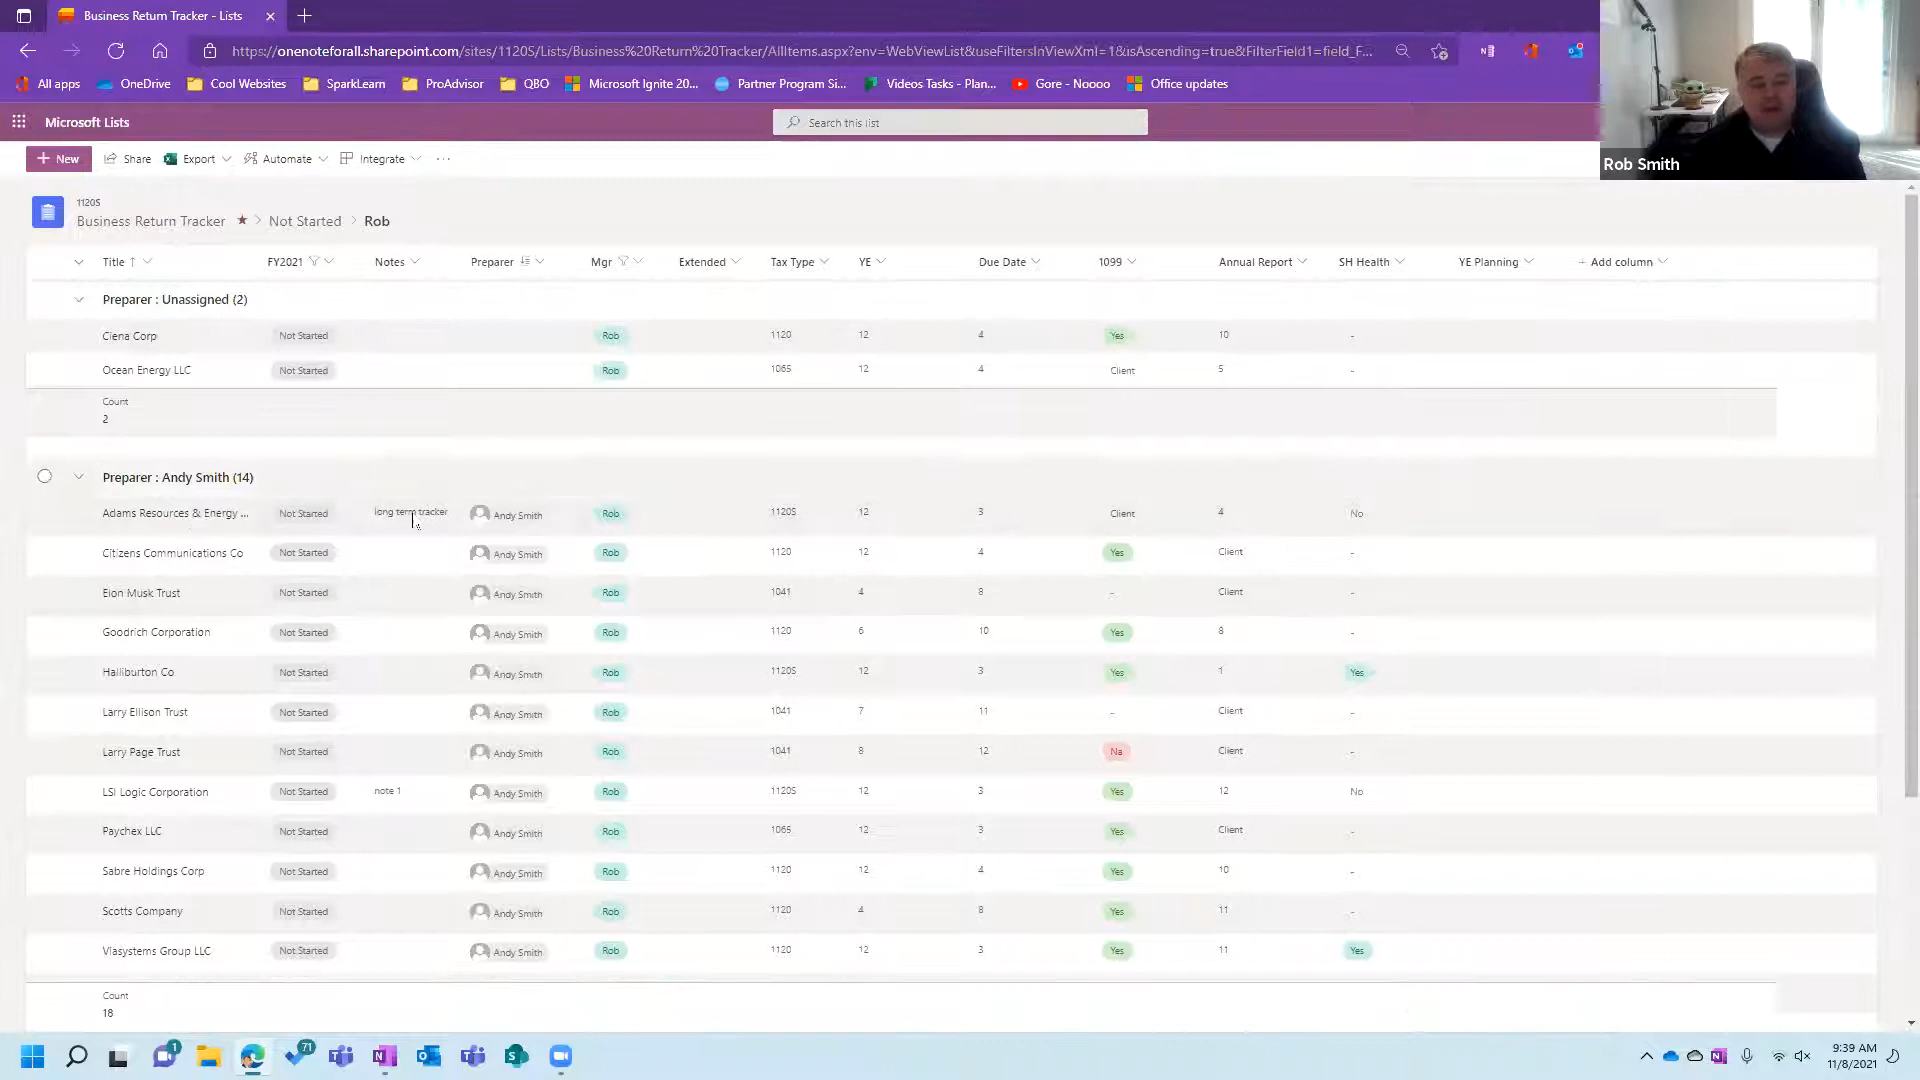 Business Return Tracker - Lists
https://onenoteforall.sharepoint.com/sites/1120S/Lists/Business%20Return%20Tracker/AllItems.aspx?env=WebViewList&useFiltersInViewXml=1&isAscending=true&FilterField1=field_F...
All apps OneDrive Cool Websites SparkLearn ProAdvisor QBO Microsoft Ignite 20... Partner Program Si... Videos Tasks - Plan... Gore - Noooo Office updates
Microsoft Lists Search this list
Rob Smith
+ New Share Export Automate Integrate ...
1120S
Business Return Tracker > Not Started > Rob
Title FY2021 Notes Preparer Mgr Extended Tax Type YE Due Date 1099 Annual Report SH Health YE Planning + Add column
Preparer : Unassigned (2)
Ciena Corp Not Started Rob 1120 12 4 Yes 10 -
Ocean Energy LLC Not Started Rob 1065 12 4 Client 5 -
Count
2
Preparer : Andy Smith (14)
Adams Resources & Energy ... Not Started long term tracker Andy Smith Rob 1120S 12 3 Client 4 No
Citizens Communications Co Not Started Andy Smith Rob 1120 12 4 Yes Client -
Elon Musk Trust Not Started Andy Smith Rob 1041 4 8 - Client -
Goodrich Corporation Not Started Andy Smith Rob 1120 6 10 Yes 8 -
Halliburton Co Not Started Andy Smith Rob 1120S 12 3 Yes 1 Yes
Larry Ellison Trust Not Started Andy Smith Rob 1041 7 11 - Client -
Larry Page Trust Not Started Andy Smith Rob 1041 8 12 Na Client -
LSI Logic Corporation Not Started note 1 Andy Smith Rob 1120S 12 3 Yes 12 No
Paychex LLC Not Started Andy Smith Rob 1065 12 3 Yes Client -
Sabre Holdings Corp Not Started Andy Smith Rob 1120 12 4 Yes 10 -
Scotts Company Not Started Andy Smith Rob 1120 4 8 Yes 11 -
Viasystems Group LLC Not Started Andy Smith Rob 1120 12 3 Yes 11 Yes
Count
18
1 71
9:39 AM
11/8/2021